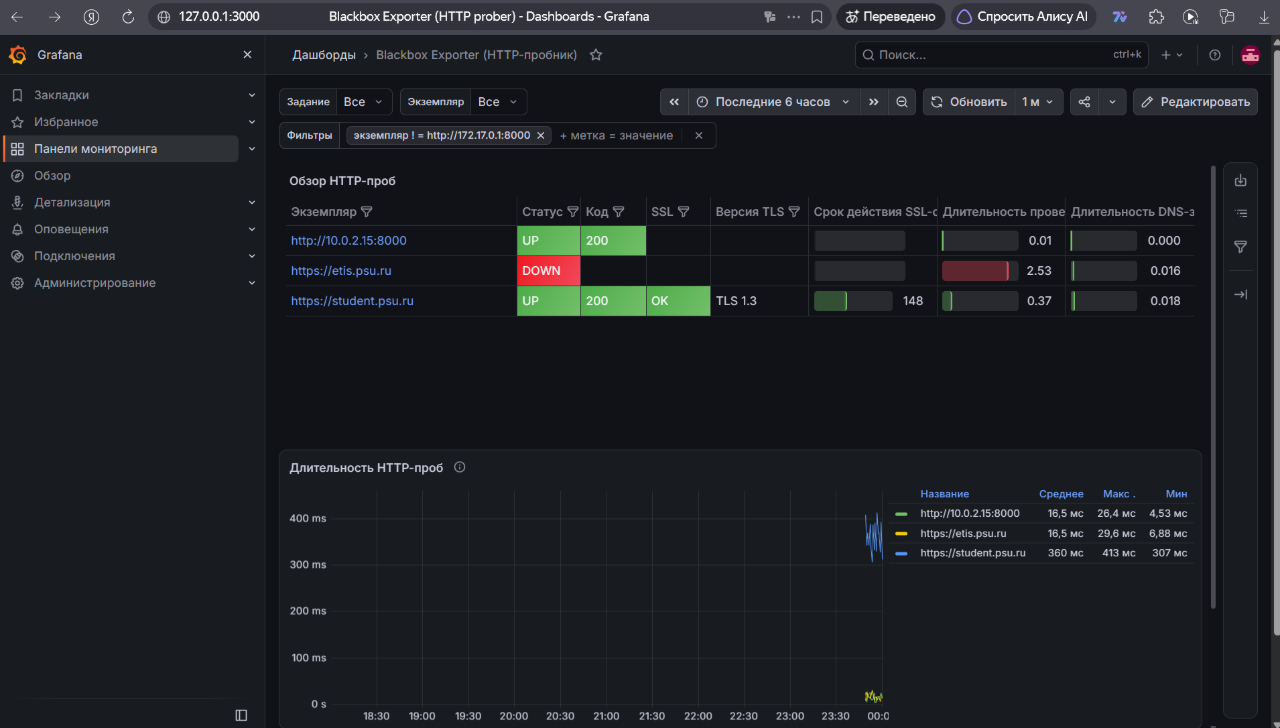 127.0.0.1:3000 Blackbox Exporter (HTTP prober) - Dashboards - Grafana Переведено Спросить Алису AI
Grafana
Дашборды › Blackbox Exporter (HTTP-пробник)
Поиск... ctrl+k
Закладки
Избранное
Панели мониторинга
Обзор
Детализация
Оповещения
Подключения
Администрирование
Задание Все Экземпляр Все Последние 6 часов Обновить 1 м Редактировать
Фильтры экземпляр ! = http://172.17.0.1:8000 + метка = значение
Обзор HTTP-проб
Экземпляр Статус Код SSL Версия TLS Срок действия SSL-с Длительность прове Длительность DNS-з
http://10.0.2.15:8000 UP 200 0.01 0.000
https://etis.psu.ru DOWN 2.53 0.016
https://student.psu.ru UP 200 OK TLS 1.3 148 0.37 0.018
Длительность HTTP-проб
400 ms
300 ms
200 ms
100 ms
0 s
18:30 19:00 19:30 20:00 20:30 21:00 21:30 22:00 22:30 23:00 23:30 00:0
Название Среднее Макс . Мин
http://10.0.2.15:8000 16,5 мс 26,4 мс 4,53 мс
https://etis.psu.ru 16,5 мс 29,6 мс 6,88 мс
https://student.psu.ru 360 мс 413 мс 307 мс